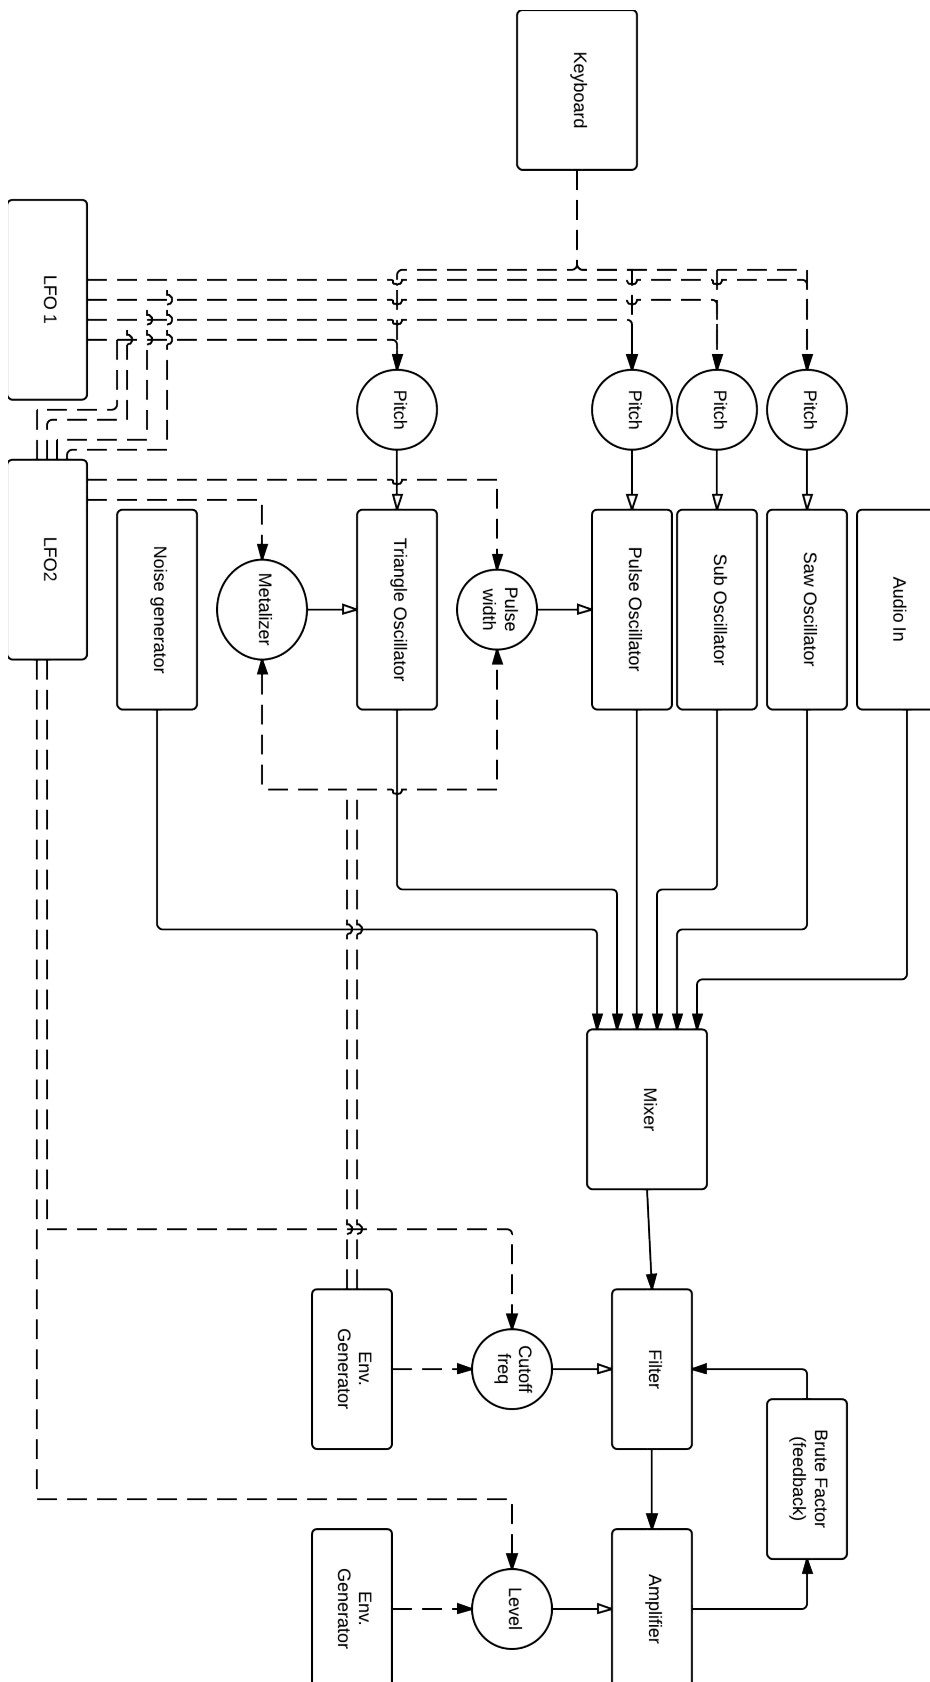 Keyboard
LFO 1
Pitch
Pitch
Pitch
Pitch
LFO2
Noise generator
Metalizer
Triangle Oscillator
Pulse
width
Pulse Oscillator
Sub Oscillator
Saw Oscillator
Audio In
Mixer
Env.
Generator
Cutoff
freq
Filter
Brute Factor
(feedback)
Env.
Generator
Level
Amplifier